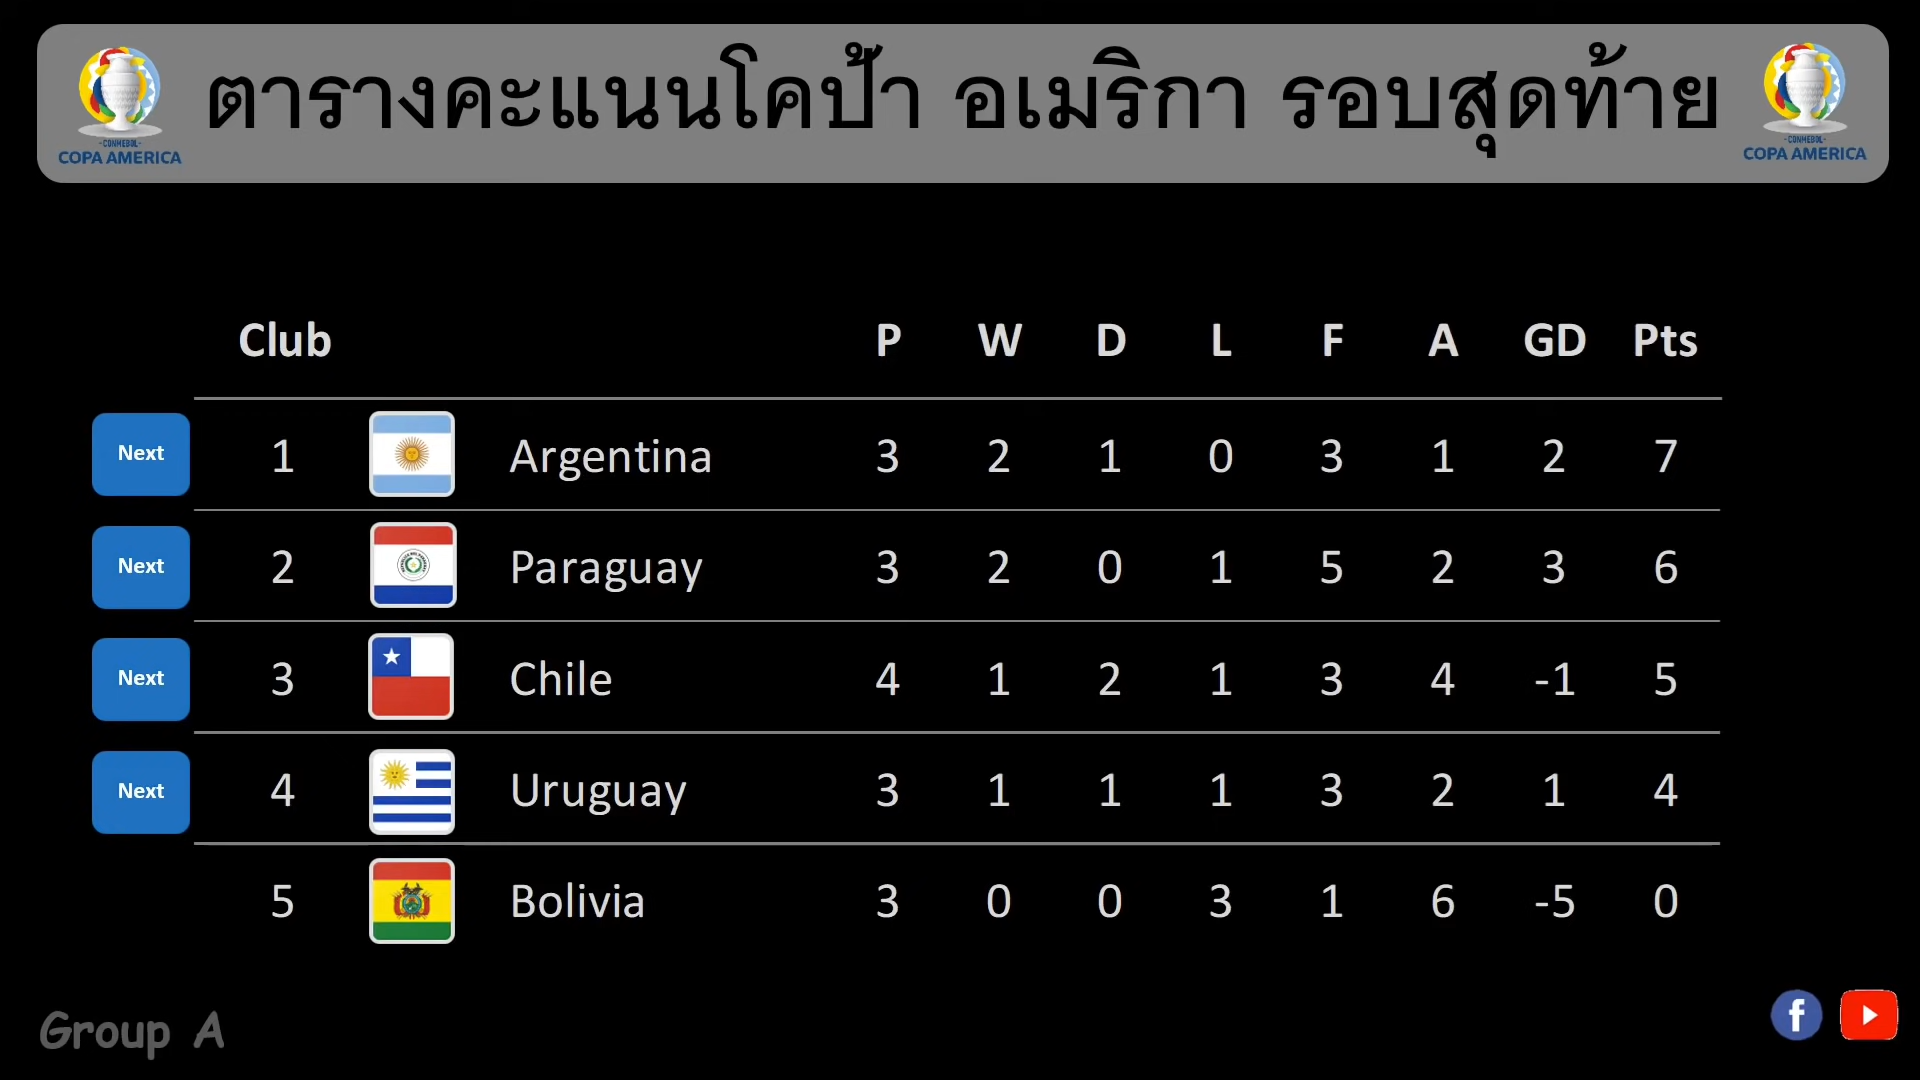 ตารางคะแนนโคป้า อเมริกา รอบสุดท้าย
-CONMEBOL-
COPA AMERICA
-CONMEBOL-
COPA AMERICA
Club P W D L F A GD Pts
Next 1 Argentina 3 2 1 0 3 1 2 7
Next 2 Paraguay 3 2 0 1 5 2 3 6
Next 3 Chile 4 1 2 1 3 4 -1 5
Next 4 Uruguay 3 1 1 1 3 2 1 4
5 Bolivia 3 0 0 3 1 6 -5 0
Group A